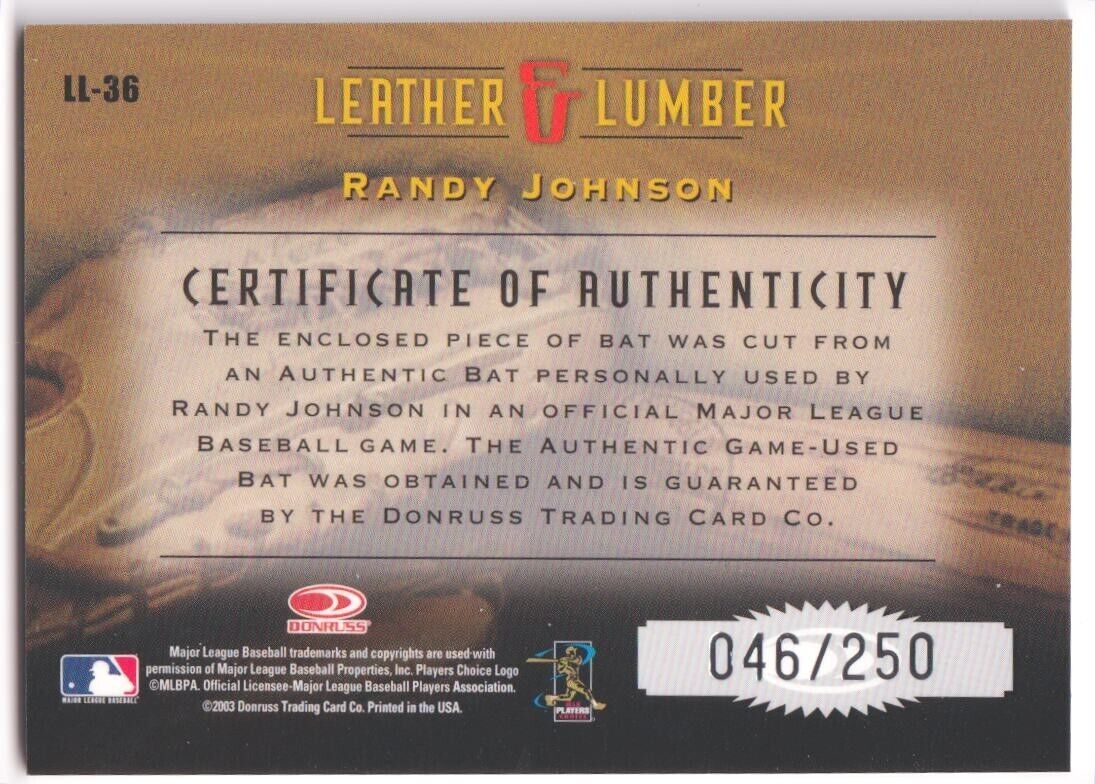 LL-36
LEATHER & LUMBER
RANDY JOHNSON
CERTIFICATE OF AUTHENTICITY
THE ENCLOSED PIECE OF BAT WAS CUT FROM
AN AUTHENTIC BAT PERSONALLY USED BY
RANDY JOHNSON IN AN OFFICIAL MAJOR LEAGUE
BASEBALL GAME. THE AUTHENTIC GAME-USED
BAT WAS OBTAINED AND IS GUARANTEED
BY THE DONRUSS TRADING CARD CO.
TRADE
DONRUSS
Major League Baseball trademarks and copyrights are used with
permission of Major League Baseball Properties, Inc. Players Choice Logo
©MLBPA. Official Licensee-Major League Baseball Players Association.
©2003 Donruss Trading Card Co. Printed in the USA.
MAJOR LEAGUE BASEBALL
MLB
PLAYERS
CHOICE
046/250